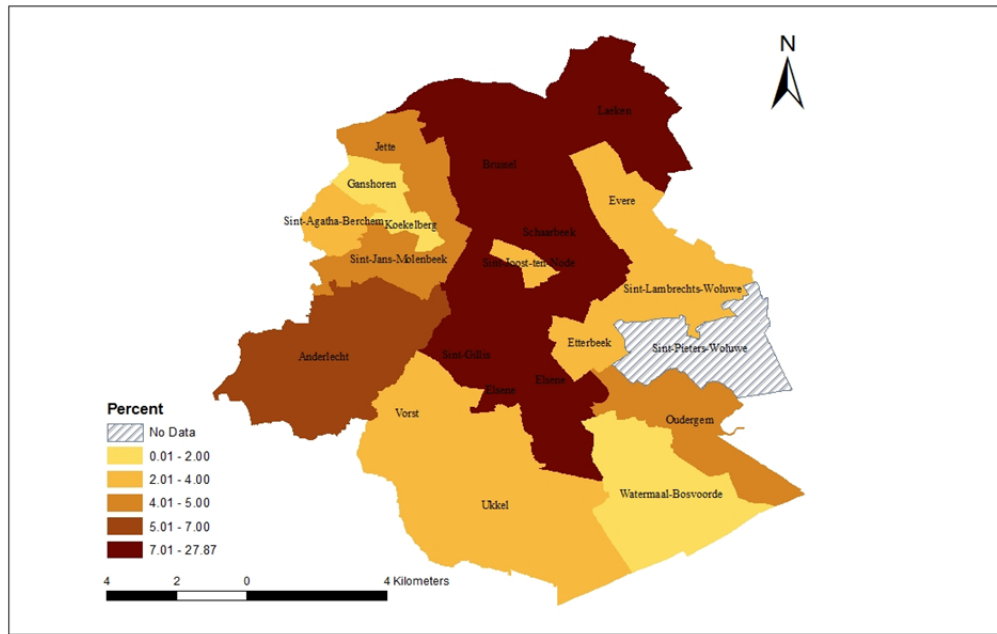 N
Laeken
Jette
Brussel
Ganshoren
Evere
Sint-Agatha-Berchem
Koekelberg
Schaarbeek
Sint-Jans-Molenbeek
Sint-Joost-ten-Node
Sint-Lambrechts-Woluwe
Etterbeek
Sint-Pieters-Woluwe
Anderlecht
Sint-Gillis
Elsene
Elsene
Vorst
Oudergem
Watermaal-Bosvoorde
Ukkel
Percent
No Data
0.01 - 2.00
2.01 - 4.00
4.01 - 5.00
5.01 - 7.00
7.01 - 27.87
4 2 0 4 Kilometers